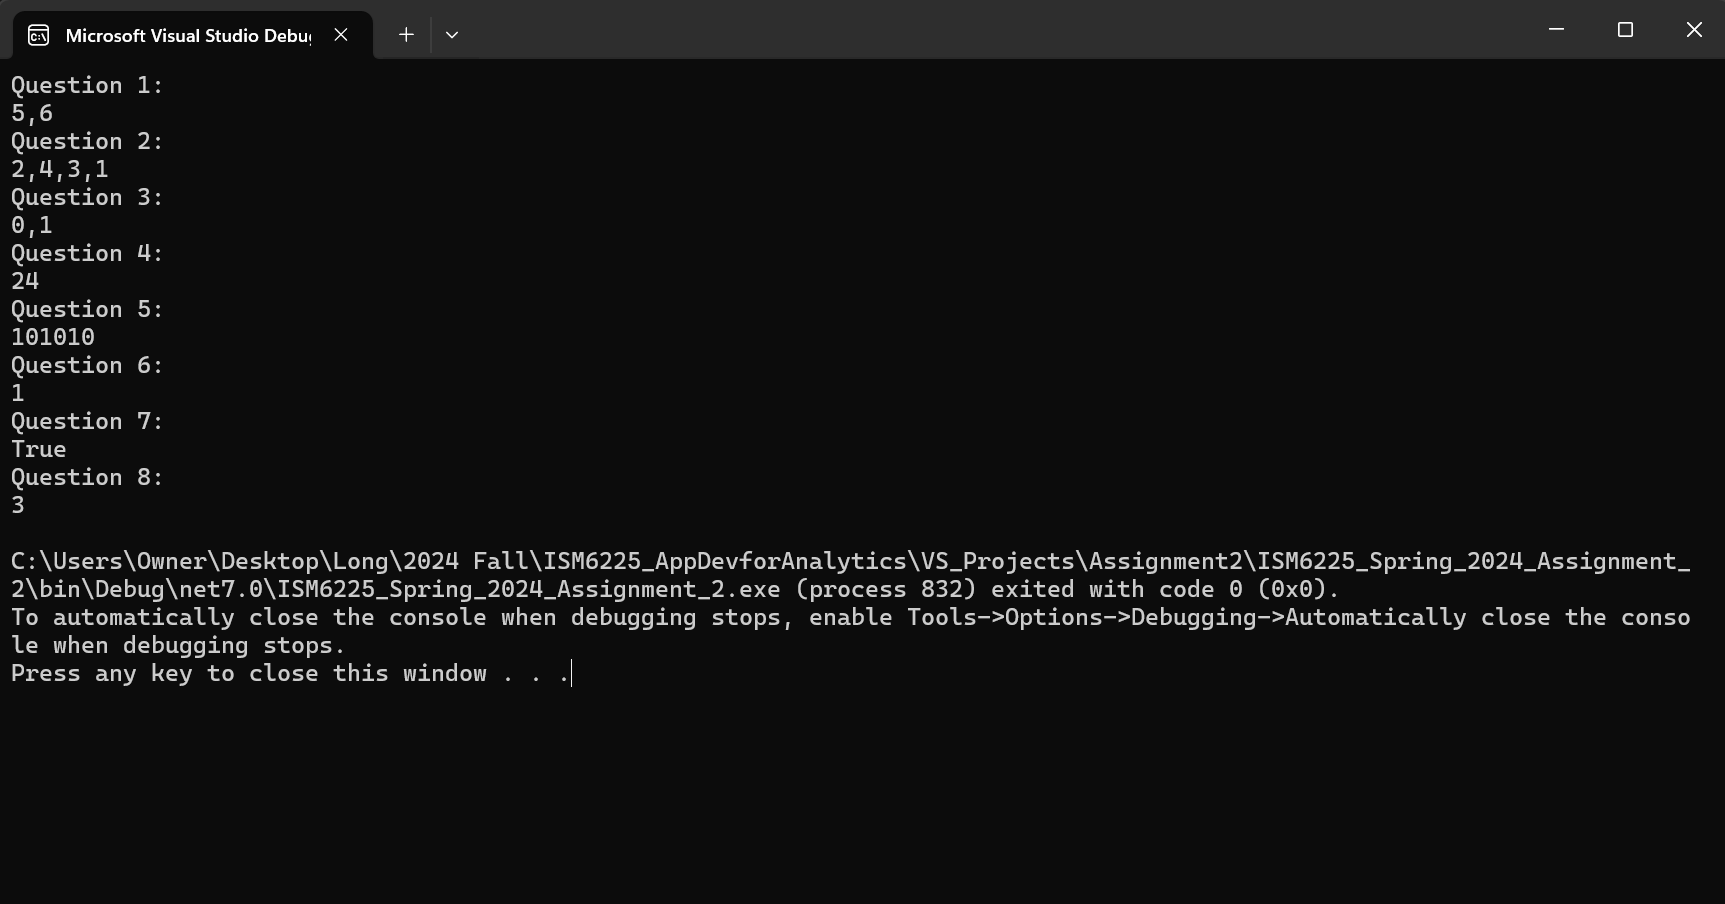 Microsoft Visual Studio Debu
Question 1:
5,6
Question 2:
2,4,3,1
Question 3:
0,1
Question 4:
24
Question 5:
101010
Question 6:
1
Question 7:
True
Question 8:
3
C:\Users\Owner\Desktop\Long\2024 Fall\ISM6225_AppDevforAnalytics\VS_Projects\Assignment2\ISM6225_Spring_2024_Assignment_
2\bin\Debug\net7.0\ISM6225_Spring_2024_Assignment_2.exe (process 832) exited with code 0 (0x0).
To automatically close the console when debugging stops, enable Tools->Options->Debugging->Automatically close the conso
le when debugging stops.
Press any key to close this window . . .